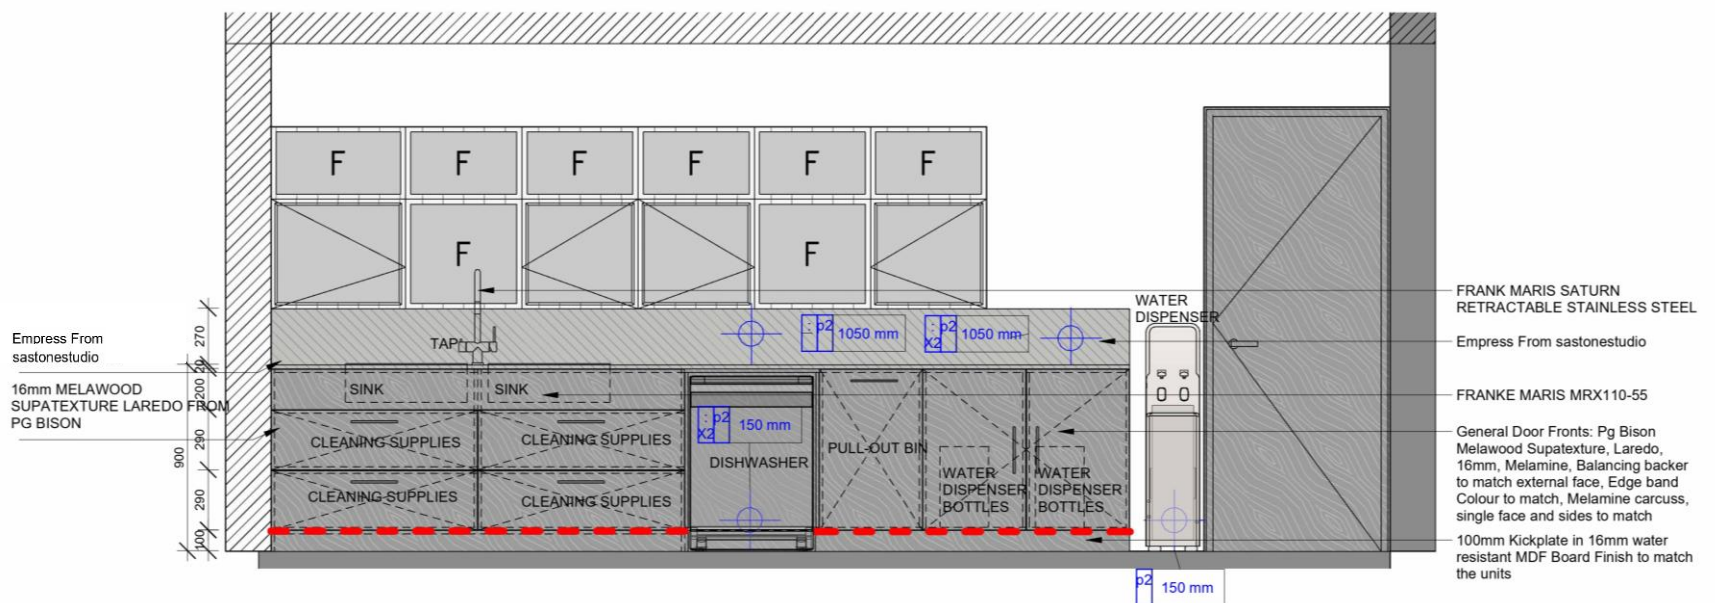 F F F F F F
F F
WATER
DISPENSER
FRANK MARIS SATURN
RETRACTABLE STAINLESS STEEL
Empress From
sastonestudio
270
TAP
: p2 1050 mm
: p2 X2 1050 mm
Empress From sastonestudio
20
16mm MELAWOOD
SUPATEXTURE LAREDO FROM
PG BISON
200
SINK
SINK
FRANKE MARIS MRX110-55
: p2 X2 150 mm
900
290
CLEANING SUPPLIES
CLEANING SUPPLIES
DISHWASHER
PULL-OUT BIN
WATER
DISPENSER
BOTTLES
WATER
DISPENSER
BOTTLES
General Door Fronts: Pg Bison
Melawood Supatexture, Laredo,
16mm, Melamine, Balancing backer
to match external face, Edge band
Colour to match, Melamine carcuss,
single face and sides to match
290
CLEANING SUPPLIES
CLEANING SUPPLIES
100
100mm Kickplate in 16mm water
resistant MDF Board Finish to match
the units
p2 150 mm